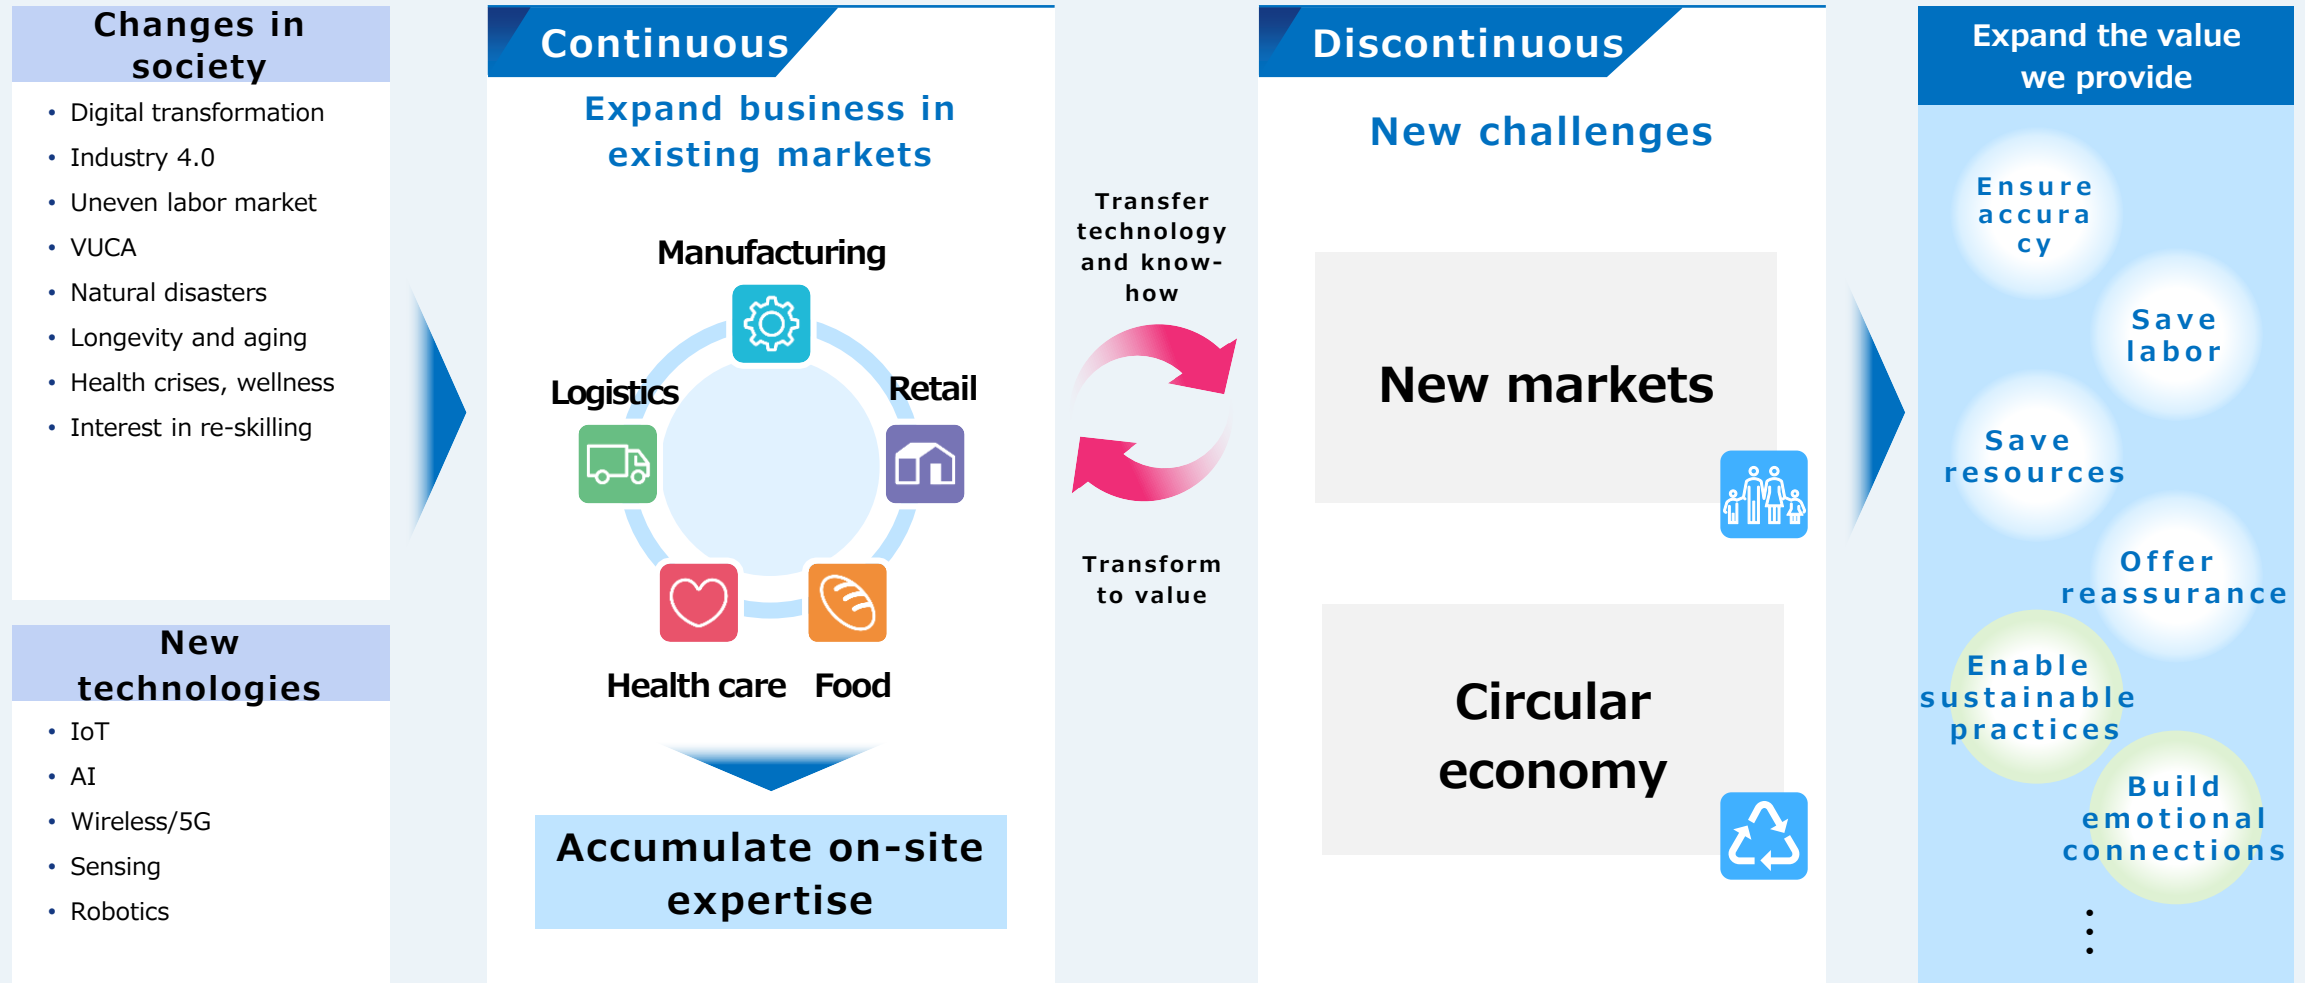 Changes in
society
• Digital transformation
• Industry 4.0
• Uneven labor market
• VUCA
• Natural disasters
• Longevity and aging
• Health crises, wellness
• Interest in re-skilling
New
technologies
• IoT
• AI
• Wireless/5G
• Sensing
• Robotics
Continuous
Expand business in
existing markets
Manufacturing
Logistics
Retail
Health care
Food
Accumulate on-site
expertise
Transfer
technology
and know-
how
Transform
to value
Discontinuous
New challenges
New markets
Circular
economy
Expand the value
we provide
Ensure
accura
cy
Save
labor
Save
resources
Offer
reassurance
Enable
sustainable
practices
Build
emotional
connections
⋮